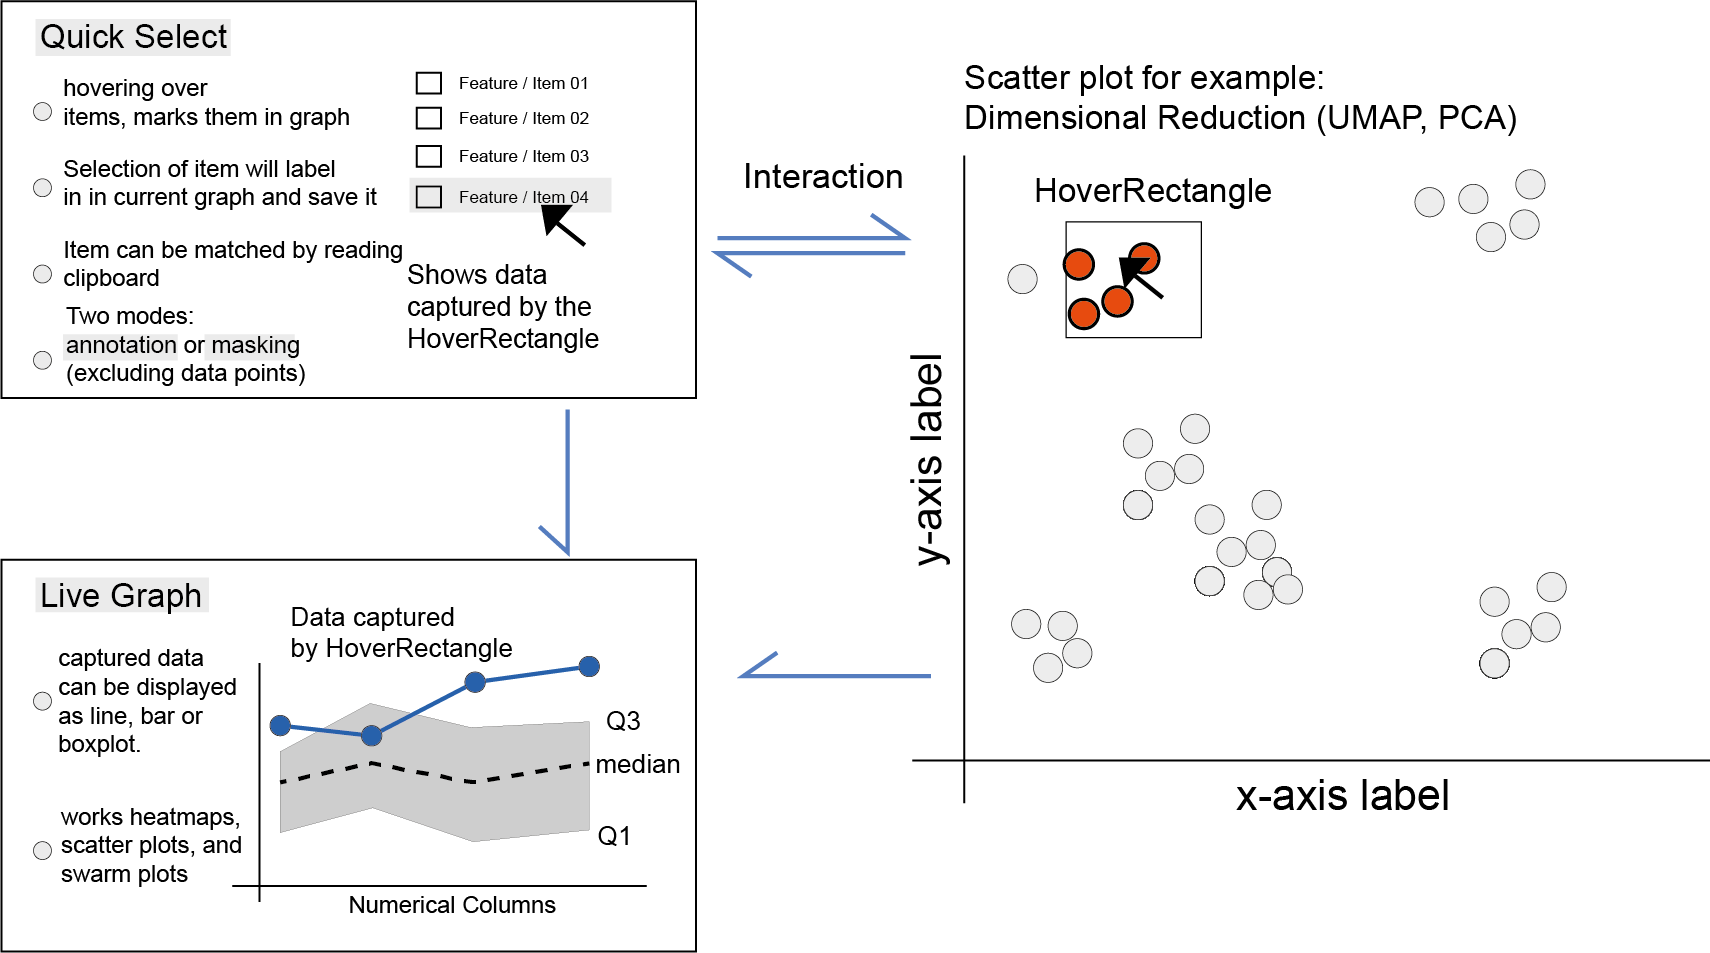 Quick Select
hovering over
items, marks them in graph
Selection of item will label
in in current graph and save it
Item can be matched by reading
clipboard
Two modes:
annotation or masking
(excluding data points)
Feature / Item 01
Feature / Item 02
Feature / Item 03
Feature / Item 04
Shows data
captured by the
HoverRectangle
Interaction
Scatter plot for example:
Dimensional Reduction (UMAP, PCA)
HoverRectangle
y-axis label
x-axis label
Live Graph
captured data
can be displayed
as line, bar or
boxplot.
works heatmaps,
scatter plots, and
swarm plots
Data captured
by HoverRectangle
Q3
median
Q1
Numerical Columns